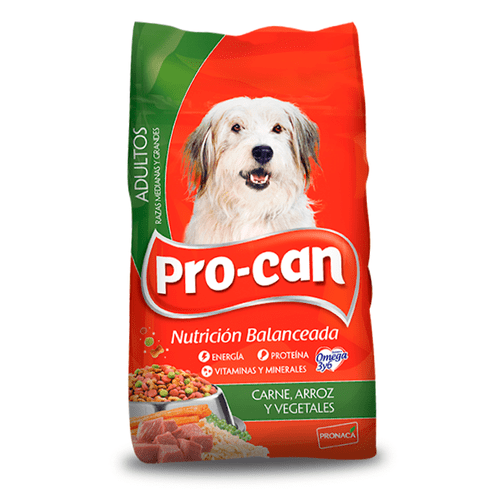 ADULTOS
RAZAS MEDIANAS Y GRANDES
PRO-can
Nutrición Balanceada
ENERGÍA
PROTEÍNA
VITAMINAS Y MINERALES
Omega
3y6
CARNE, ARROZ
Y VEGETALES
PRONACA